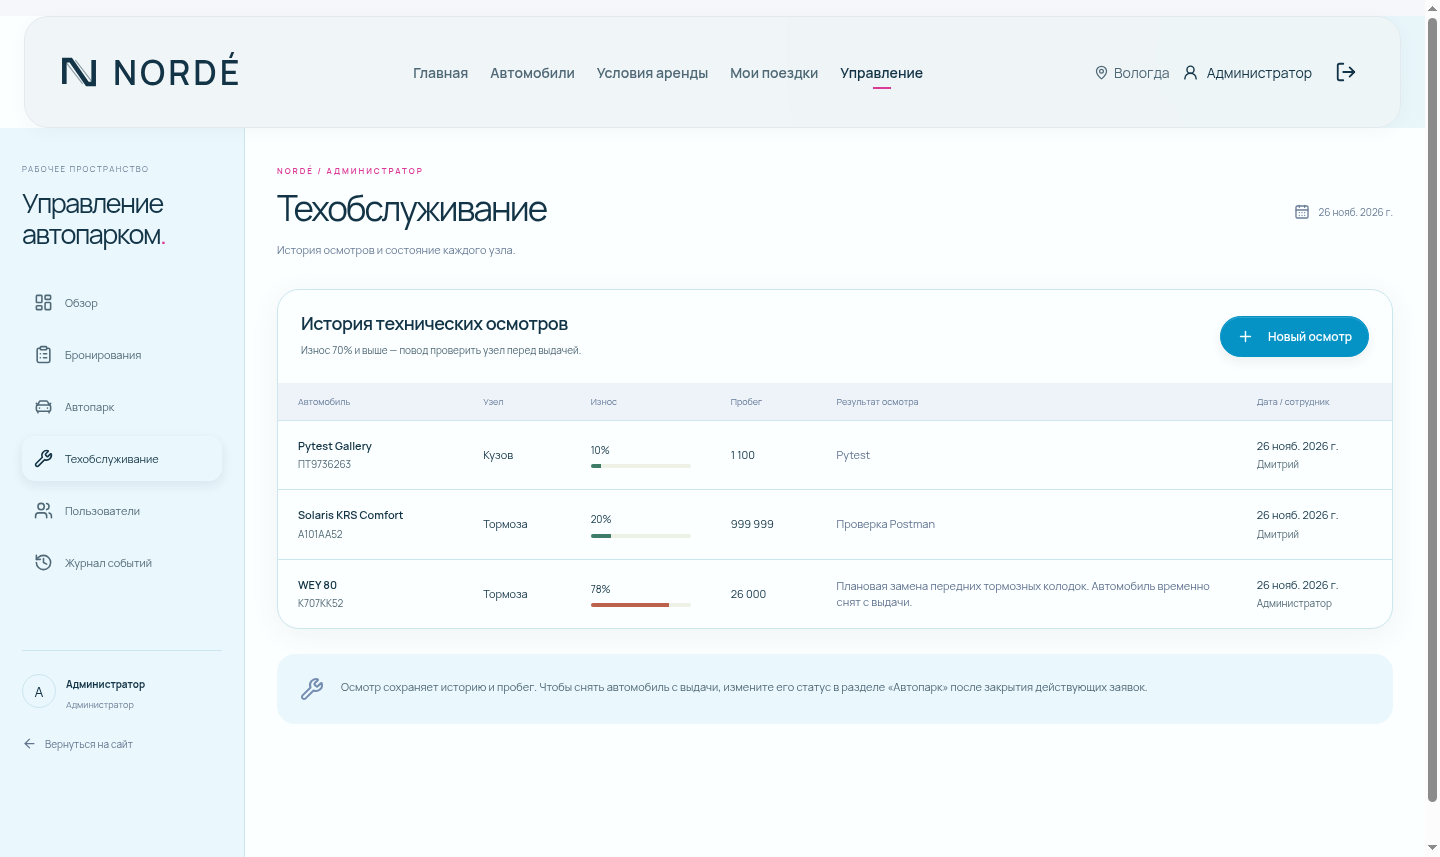 NORDÉ
Главная
Автомобили
Условия аренды
Мои поездки
Управление
Вологда
Администратор
РАБОЧЕЕ ПРОСТРАНСТВО
Управление
автопарком.
Обзор
Бронирования
Автопарк
Техобслуживание
Пользователи
Журнал событий
А
Администратор
Администратор
Вернуться на сайт
NORDÉ / АДМИНИСТРАТОР
Техобслуживание
26 нояб. 2026 г.
История осмотров и состояние каждого узла.
История технических осмотров
Износ 70% и выше — повод проверить узел перед выдачей.
Новый осмотр
Автомобиль Узел Износ Пробег Результат осмотра Дата / сотрудник
Pytest Gallery
ПТ9736263
Кузов
10%
1 100
Pytest
26 нояб. 2026 г.
Дмитрий
Solaris KRS Comfort
А101АА52
Тормоза
20%
999 999
Проверка Postman
26 нояб. 2026 г.
Дмитрий
WEY 80
К707КК52
Тормоза
78%
26 000
Плановая замена передних тормозных колодок. Автомобиль временно
снят с выдачи.
26 нояб. 2026 г.
Администратор
Осмотр сохраняет историю и пробег. Чтобы снять автомобиль с выдачи, измените его статус в разделе «Автопарк» после закрытия действующих заявок.